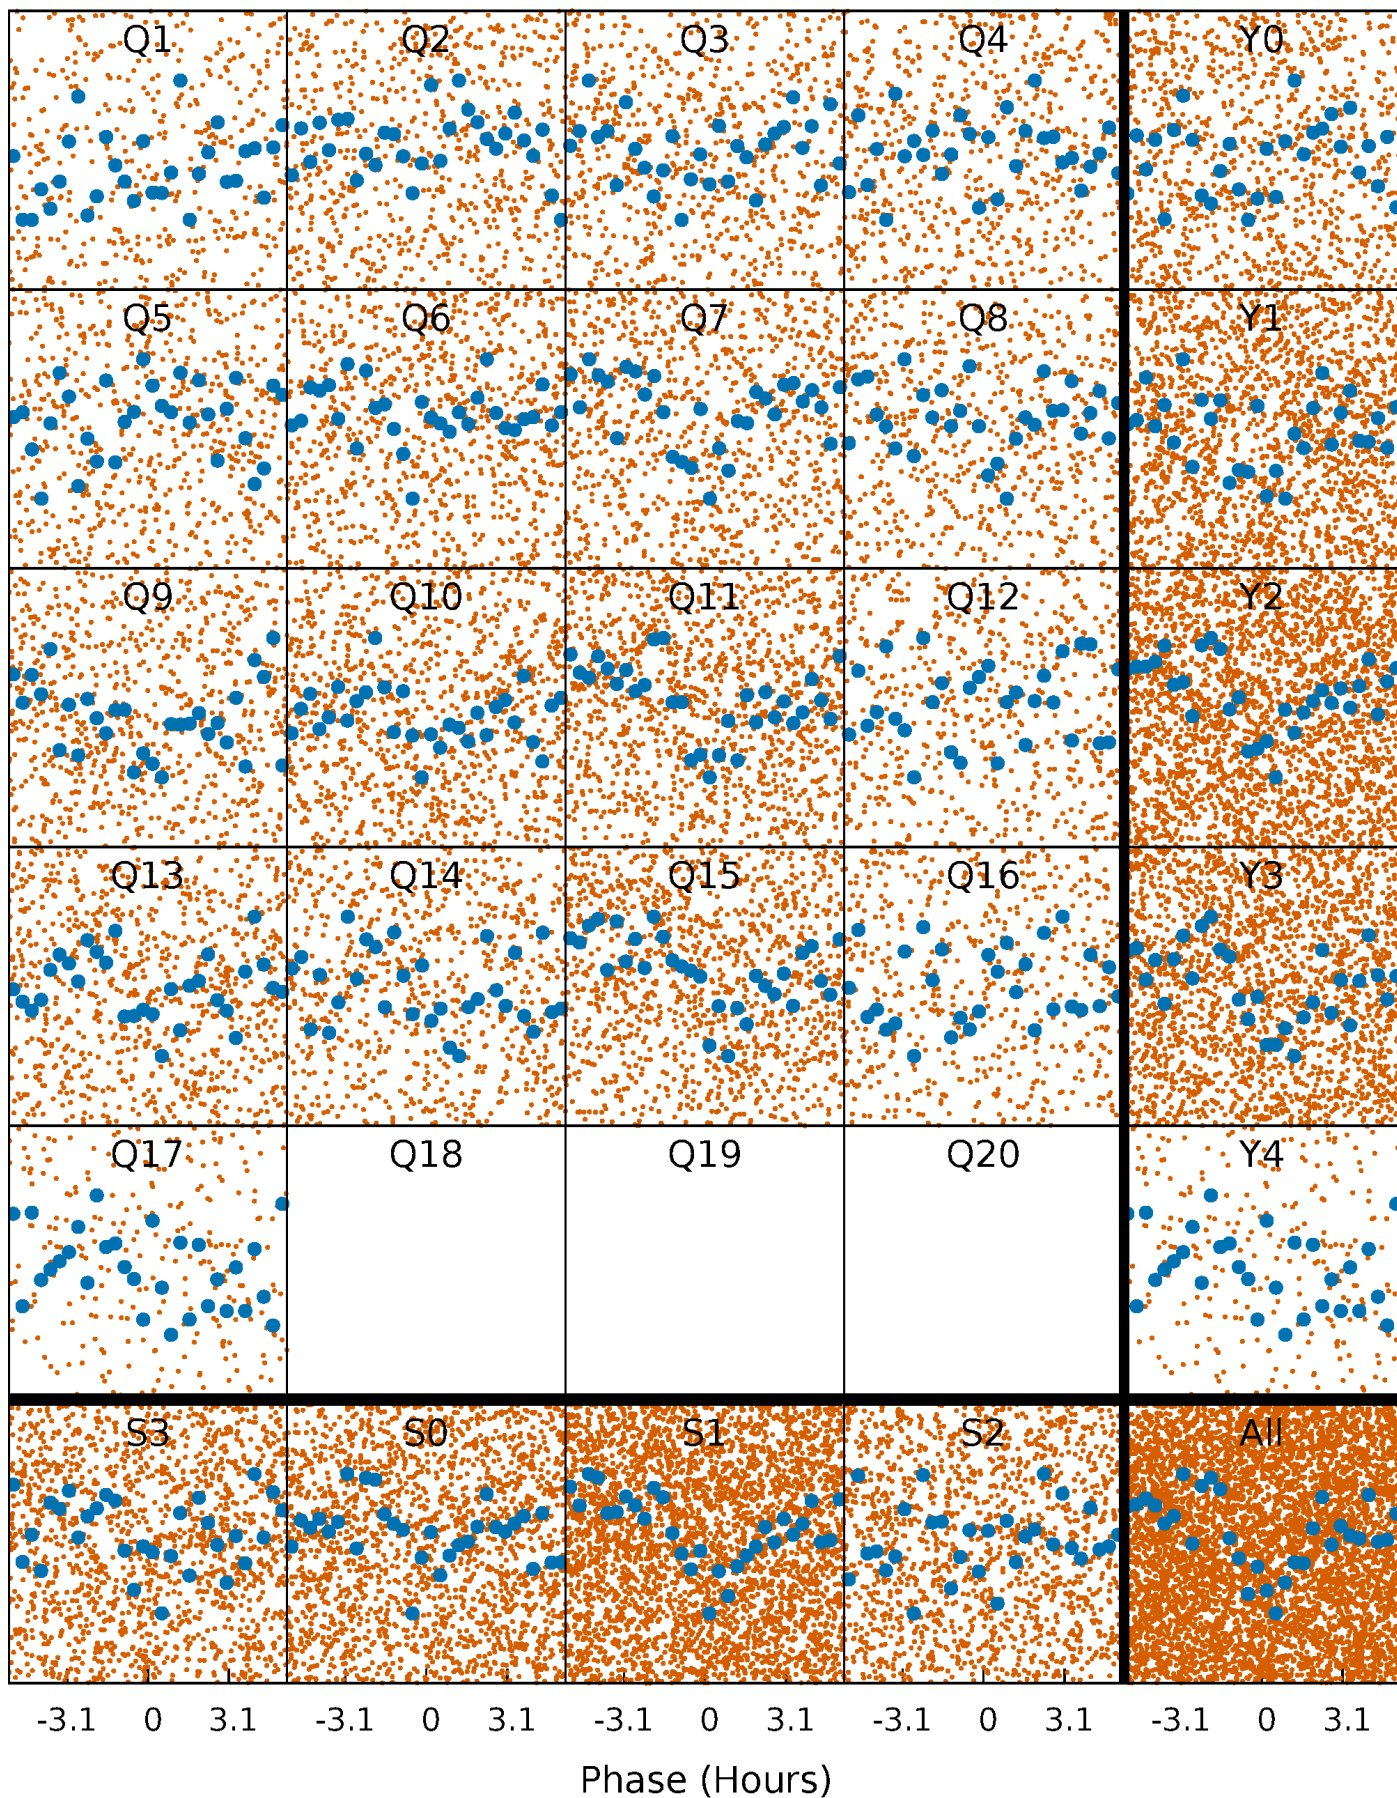 Q1 Q2 Q3 Q4 Y0
Q5 Q6 Q7 Q8 Y1
Q9 Q10 Q11 Q12 Y2
Q13 Q14 Q15 Q16 Y3
Q17 Q18 Q19 Q20 Y4
S3 S0 S1 S2 All
-3.1 0 3.1 -3.1 0 3.1 -3.1 0 3.1 -3.1 0 3.1 -3.1 0 3.1
Phase (Hours)